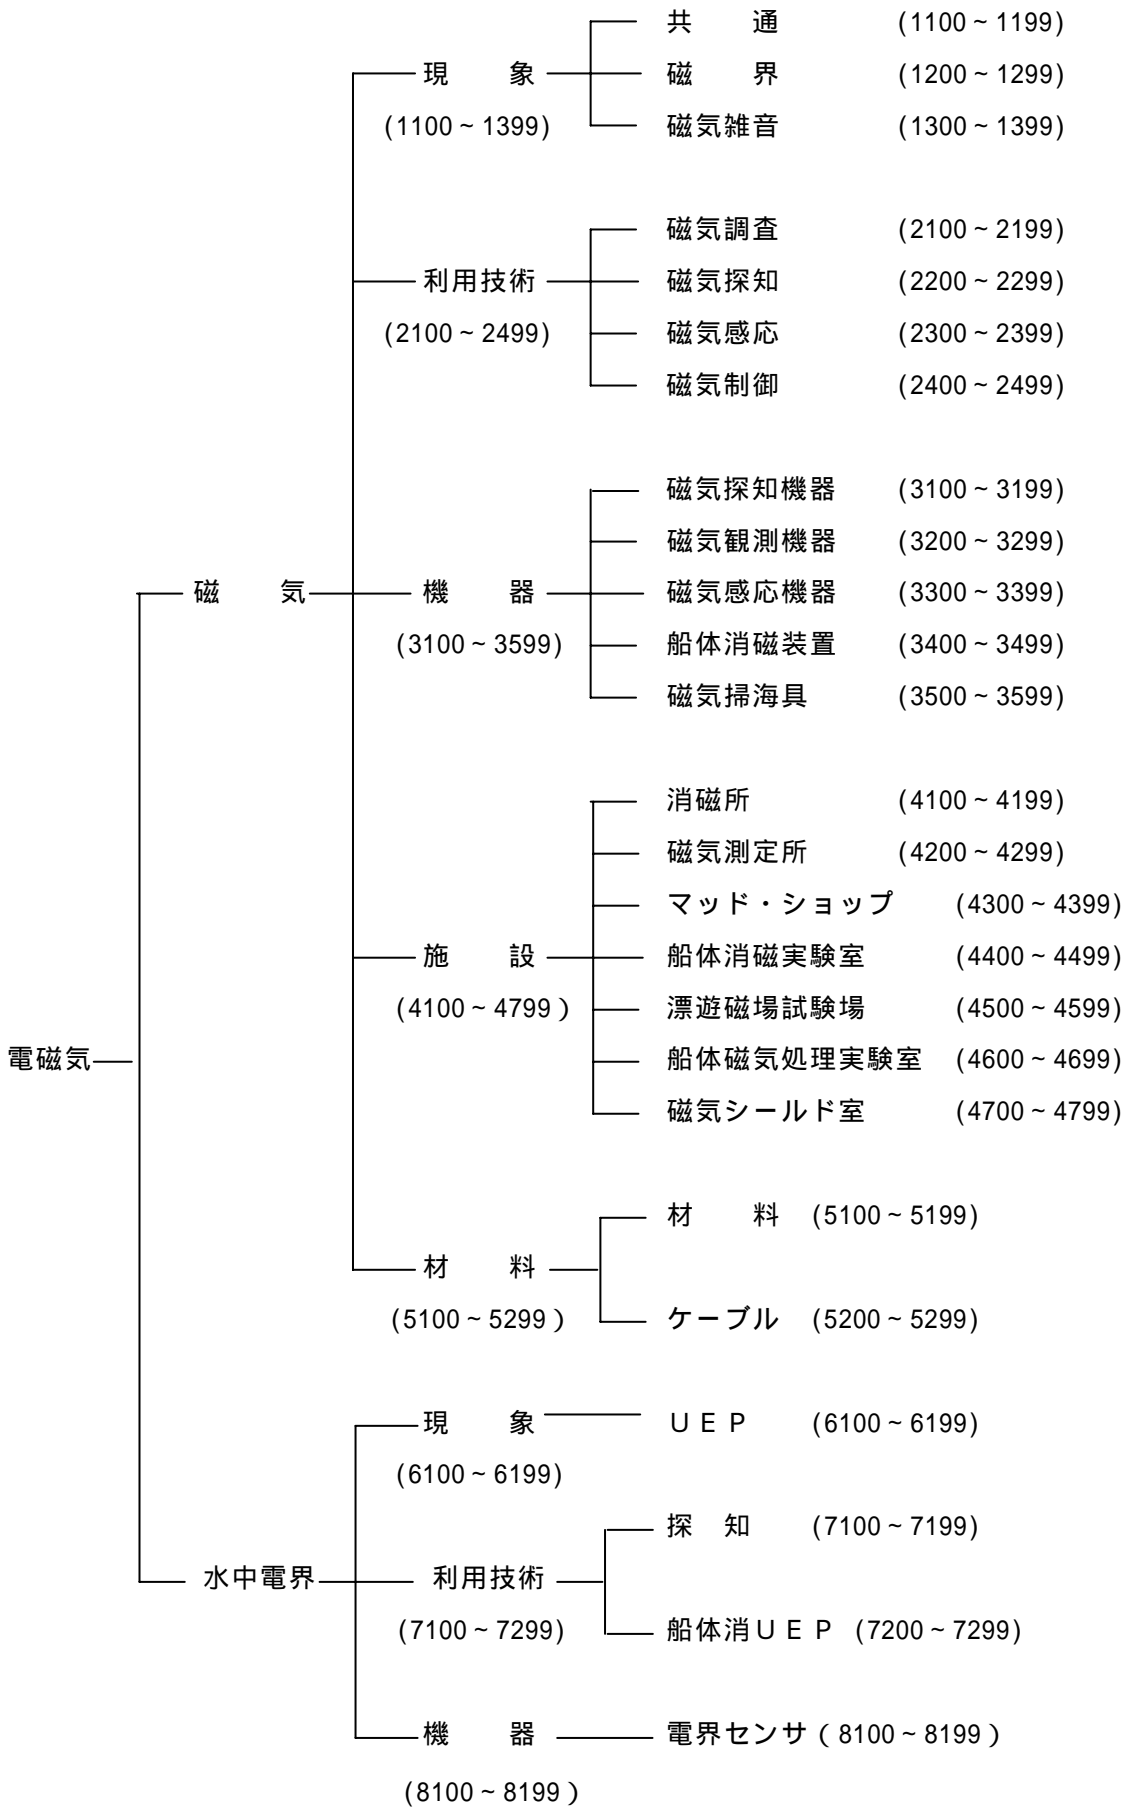 共　通 (1100～1199)
現　象 磁　界 (1200～1299)
(1100～1399) 磁気雑音 (1300～1399)
磁気調査 (2100～2199)
利用技術 磁気探知 (2200～2299)
(2100～2499) 磁気感応 (2300～2399)
磁気制御 (2400～2499)
磁気探知機器 (3100～3199)
磁気観測機器 (3200～3299)
磁　気 機　器 磁気感応機器 (3300～3399)
(3100～3599) 船体消磁装置 (3400～3499)
磁気掃海具 (3500～3599)
消磁所 (4100～4199)
磁気測定所 (4200～4299)
マッド・ショップ (4300～4399)
施　設 船体消磁実験室 (4400～4499)
(4100～4799) 漂遊磁場試験場 (4500～4599)
電磁気 船体磁気処理実験室 (4600～4699)
磁気シールド室 (4700～4799)
材　料 (5100～5199)
材　料
(5100～5299) ケーブル (5200～5299)
現　象 ＵＥＰ (6100～6199)
(6100～6199)
探　知 (7100～7199)
水中電界 利用技術
(7100～7299) 船体消ＵＥＰ (7200～7299)
機　器 電界センサ (8100～8199)
(8100～8199)